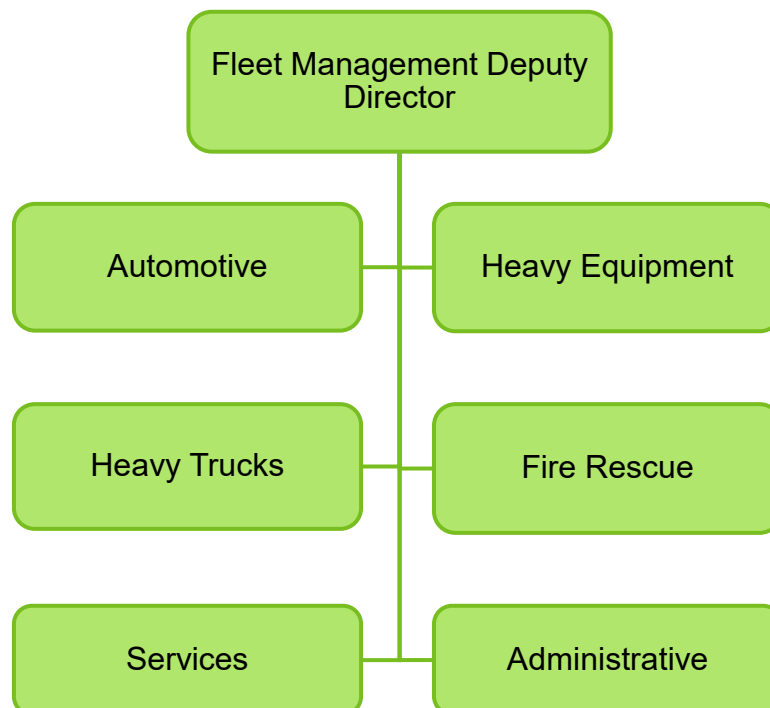 Fleet Management Deputy
Director
Automotive
Heavy Equipment
Heavy Trucks
Fire Rescue
Services
Administrative